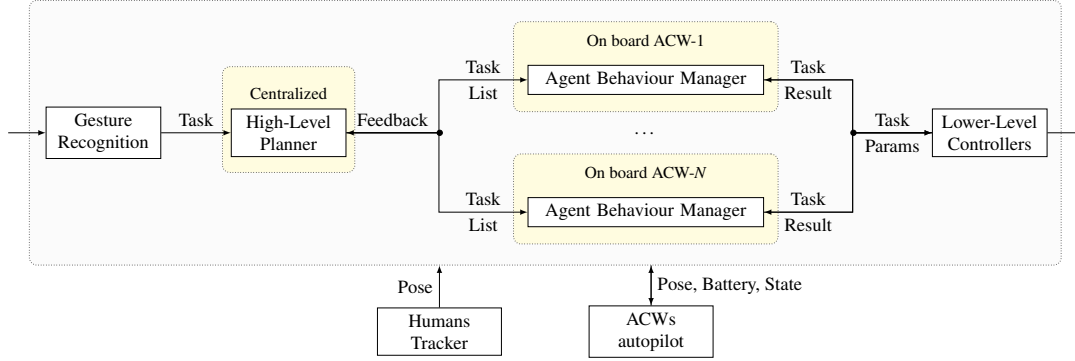 On board ACW-1
Agent Behaviour Manager
Task
List
Task
Result
Centralized
High-Level
Planner
Gesture
Recognition
Task
Feedback
...
Task
Params
Lower-Level
Controllers
On board ACW-N
Agent Behaviour Manager
Task
List
Task
Result
Pose
Pose, Battery, State
Humans
Tracker
ACWs
autopilot